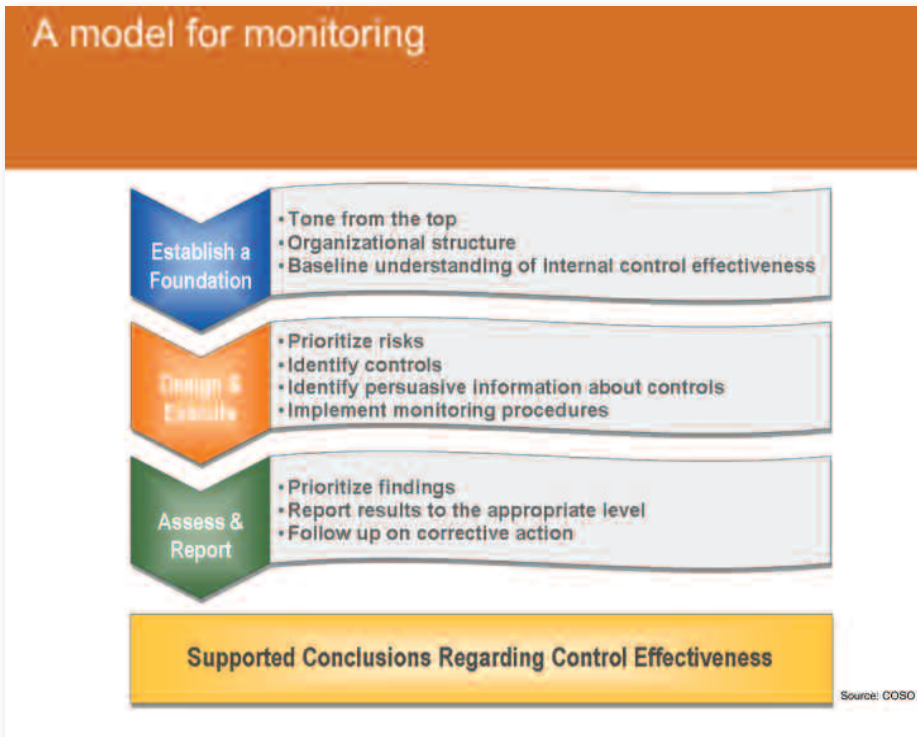 A model for monitoring
Establish a
Foundation
• Tone from the top
• Organizational structure
• Baseline understanding of internal control effectiveness
Design &
Execute
• Prioritize risks
• Identify controls
• Identify persuasive information about controls
• Implement monitoring procedures
Assess &
Report
• Prioritize findings
• Report results to the appropriate level
• Follow up on corrective action
Supported Conclusions Regarding Control Effectiveness
Source: COSO